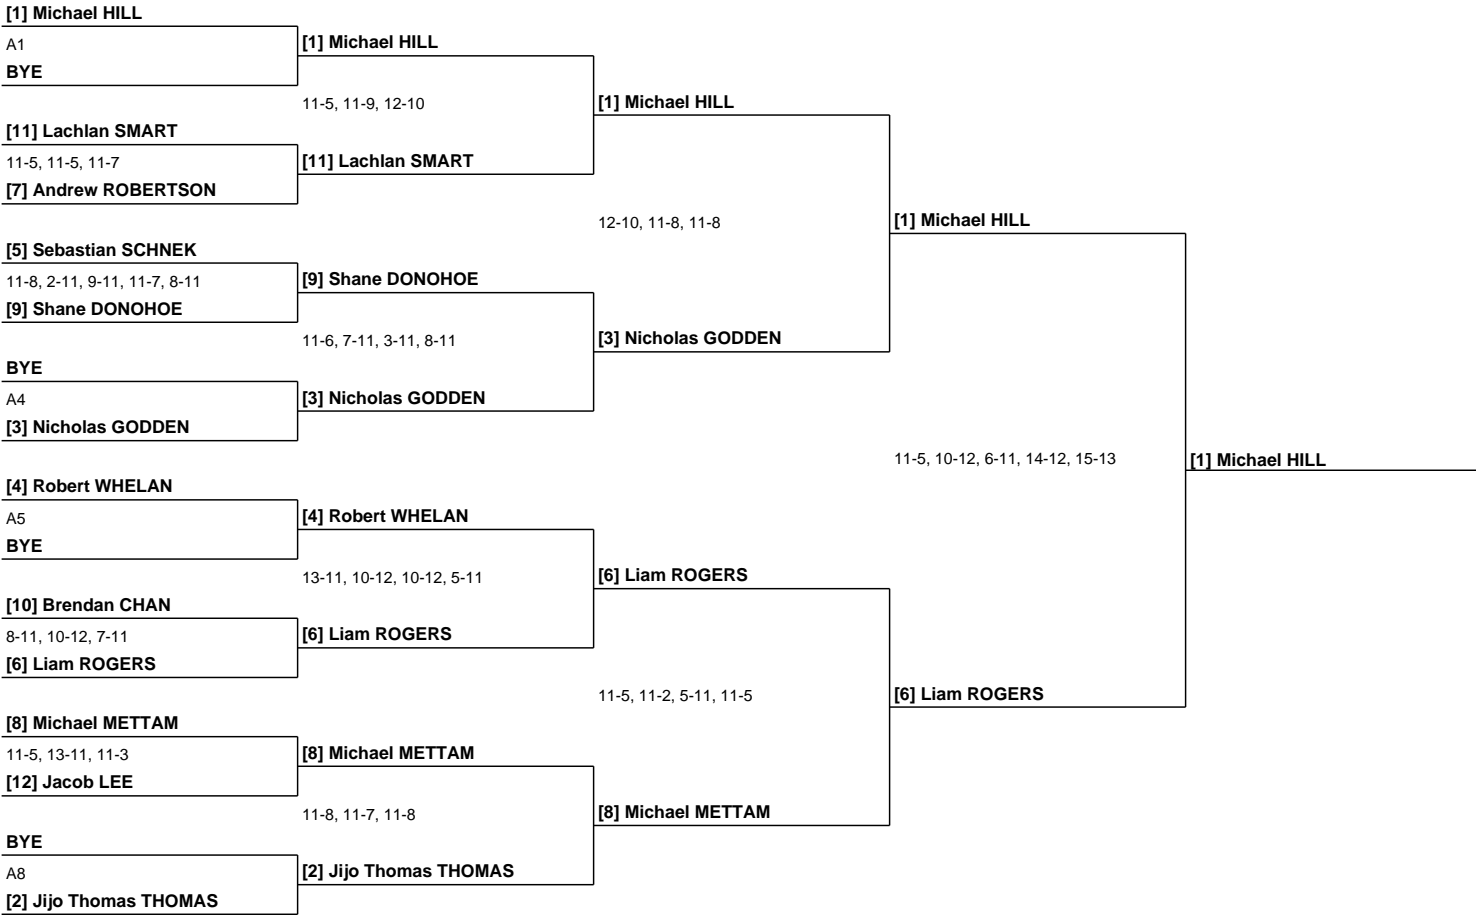 [1] Michael HILL
A1
BYE
[11] Lachlan SMART
11-5, 11-5, 11-7
[7] Andrew ROBERTSON
[5] Sebastian SCHNEK
11-8, 2-11, 9-11, 11-7, 8-11
[9] Shane DONOHOE
BYE
A4
[3] Nicholas GODDEN
[4] Robert WHELAN
A5
BYE
[10] Brendan CHAN
8-11, 10-12, 7-11
[6] Liam ROGERS
[8] Michael METTAM
11-5, 13-11, 11-3
[12] Jacob LEE
BYE
A8
[2] Jijo Thomas THOMAS
[1] Michael HILL
11-5, 11-9, 12-10
[11] Lachlan SMART
[9] Shane DONOHOE
11-6, 7-11, 3-11, 8-11
[3] Nicholas GODDEN
[4] Robert WHELAN
13-11, 10-12, 10-12, 5-11
[6] Liam ROGERS
[8] Michael METTAM
11-8, 11-7, 11-8
[2] Jijo Thomas THOMAS
[1] Michael HILL
12-10, 11-8, 11-8
[3] Nicholas GODDEN
[6] Liam ROGERS
11-5, 11-2, 5-11, 11-5
[8] Michael METTAM
[1] Michael HILL
11-5, 10-12, 6-11, 14-12, 15-13
[6] Liam ROGERS
[1] Michael HILL